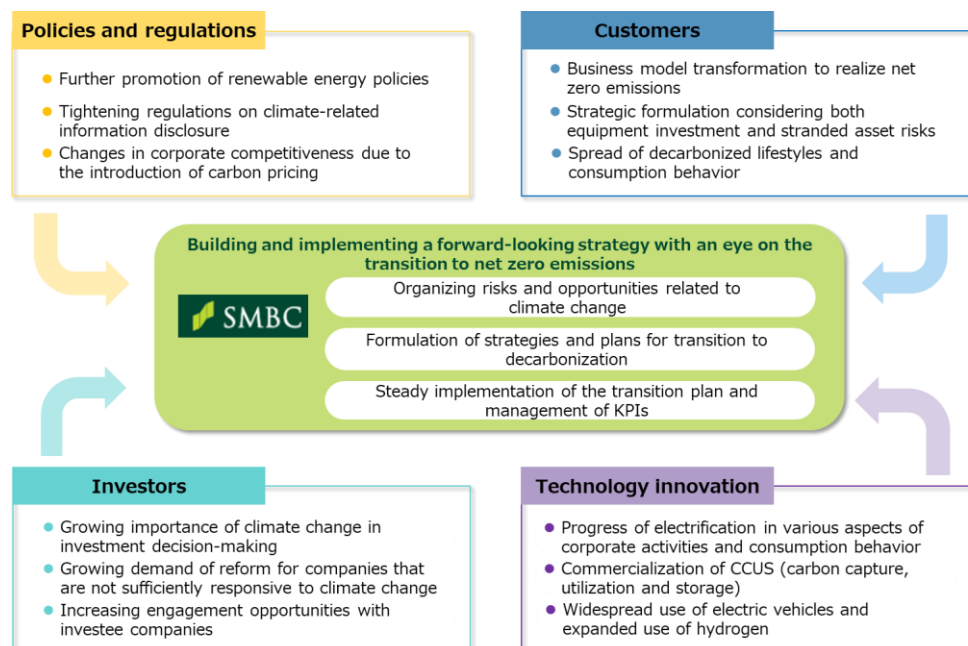 Policies and regulations
Further promotion of renewable energy policies
Tightening regulations on climate-related
information disclosure
Changes in corporate competitiveness due to
the introduction of carbon pricing
Customers
Business model transformation to realize net
zero emissions
Strategic formulation considering both
equipment investment and stranded asset risks
Spread of decarbonized lifestyles and
consumption behavior
Building and implementing a forward-looking strategy with an eye on the
transition to net zero emissions
SMBC
Organizing risks and opportunities related to
climate change
Formulation of strategies and plans for transition to
decarbonization
Steady implementation of the transition plan and
management of KPIs
Investors
Growing importance of climate change in
investment decision-making
Growing demand of reform for companies that
are not sufficiently responsive to climate change
Increasing engagement opportunities with
investee companies
Technology innovation
Progress of electrification in various aspects of
corporate activities and consumption behavior
Commercialization of CCUS (carbon capture,
utilization and storage)
Widespread use of electric vehicles and
expanded use of hydrogen